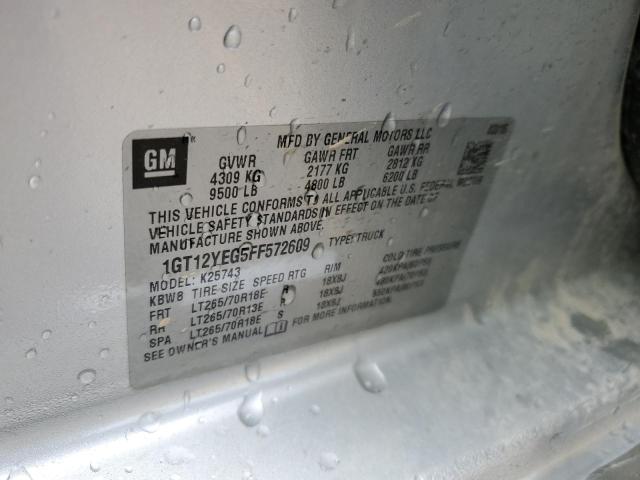 MFD BY GENERAL MOTORS LLC
GM
GVWR GAWR FRT GAWR RR
4309 KG 2177 KG 2812 KG
9500 LB 4800 LB 6200 LB
THIS VEHICLE CONFORMS TO ALL APPLICABLE U.S. FEDERAL MOTOR
VEHICLE SAFETY STANDARDS IN EFFECT ON THE DATE OF
MANUFACTURE SHOWN ABOVE.
1GT12YEG5FF572609 TYPE: TRUCK
MODEL: K25743
KBWB TIRE-SIZE SPEED RTG RIM COLD TIRE PRESSURE
FRT LT265/70R18E R 18X8J
RR LT265/70R18E R 18X8J
SPA LT265/70R18E S 18X8J
SEE OWNER'S MANUAL FOR MORE INFORMATION.